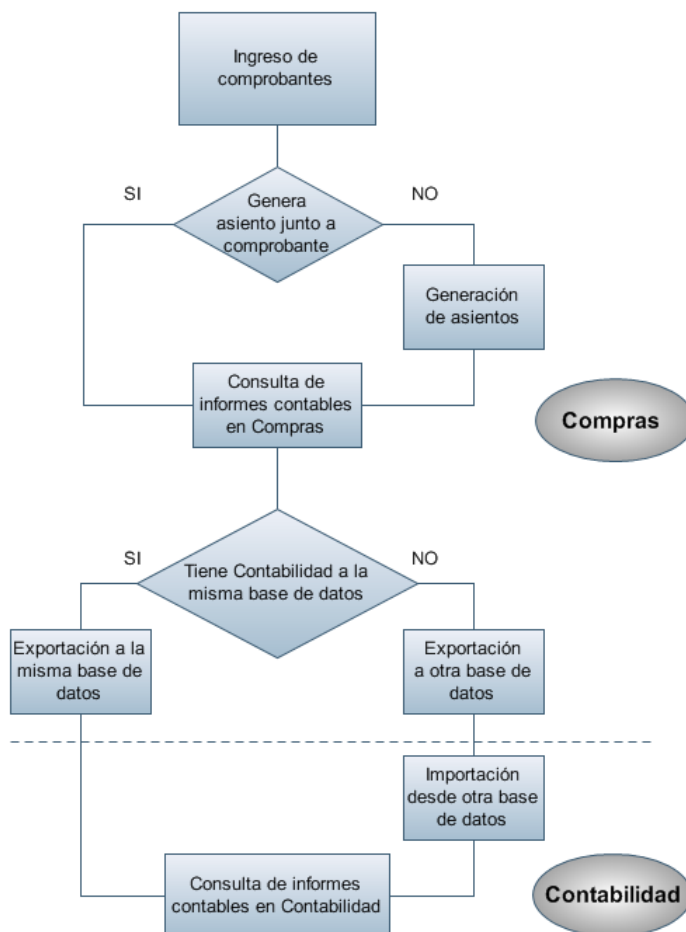 Ingreso de
comprobantes
SI
NO
Genera
asiento junto a
comprobante
Generación
de asientos
Consulta de
informes contables
en Compras
Compras
SI
NO
Tiene Contabilidad a la
misma base de datos
Exportación a la
misma base de
datos
Exportación
a otra base de
datos
Importación
desde otra base
de datos
Consulta de informes
contables en Contabilidad
Contabilidad